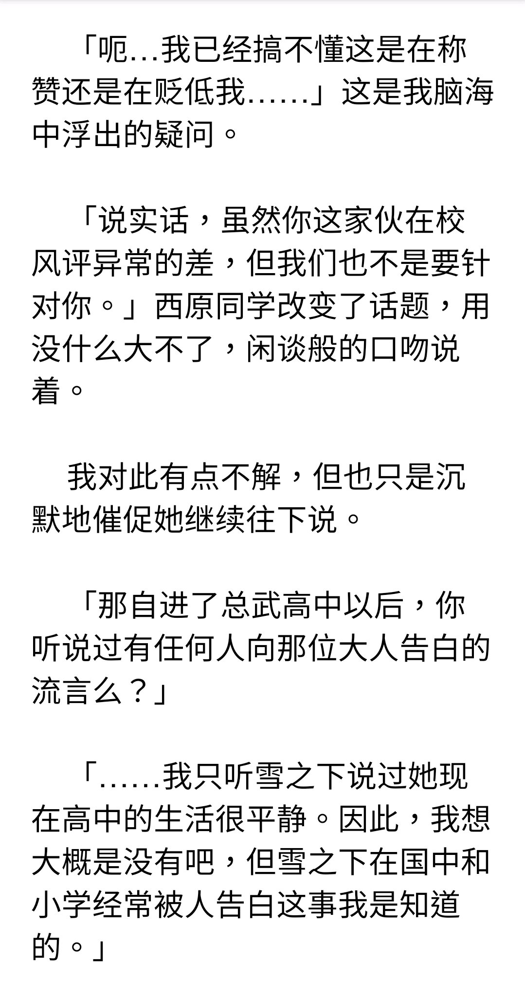 「呃…我已经搞不懂这是在称
赞还是在贬低我……」这是我脑海
中浮出的疑问。
「说实话，虽然你这家伙在校
风评异常的差，但我们也不是要针
对你。」西原同学改变了话题，用
没什么大不了，闲谈般的口吻说
着。
我对此有点不解，但也只是沉
默地催促她继续往下说。
「那自进了总武高中以后，你
听说过有任何人向那位大人告白的
流言么？」
「……我只听雪之下说过她现
在高中的生活很平静。因此，我想
大概是没有吧，但雪之下在国中和
小学经常被人告白这事我是知道
的。」